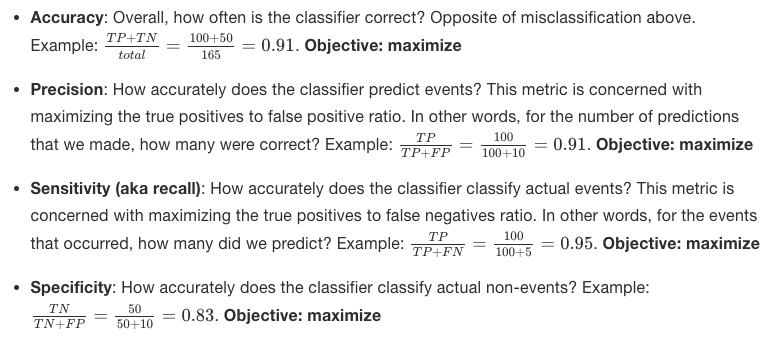 • Accuracy: Overall, how often is the classifier correct? Opposite of misclassification above.
Example: \frac{TP+TN}{total} = \frac{100+50}{165} = 0.91. Objective: maximize
• Precision: How accurately does the classifier predict events? This metric is concerned with
maximizing the true positives to false positive ratio. In other words, for the number of predictions
that we made, how many were correct? Example: \frac{TP}{TP+FP} = \frac{100}{100+10} = 0.91. Objective: maximize
• Sensitivity (aka recall): How accurately does the classifier classify actual events? This metric is
concerned with maximizing the true positives to false negatives ratio. In other words, for the events
that occurred, how many did we predict? Example: \frac{TP}{TP+FN} = \frac{100}{100+5} = 0.95. Objective: maximize
• Specificity: How accurately does the classifier classify actual non-events? Example:
\frac{TN}{TN+FP} = \frac{50}{50+10} = 0.83. Objective: maximize